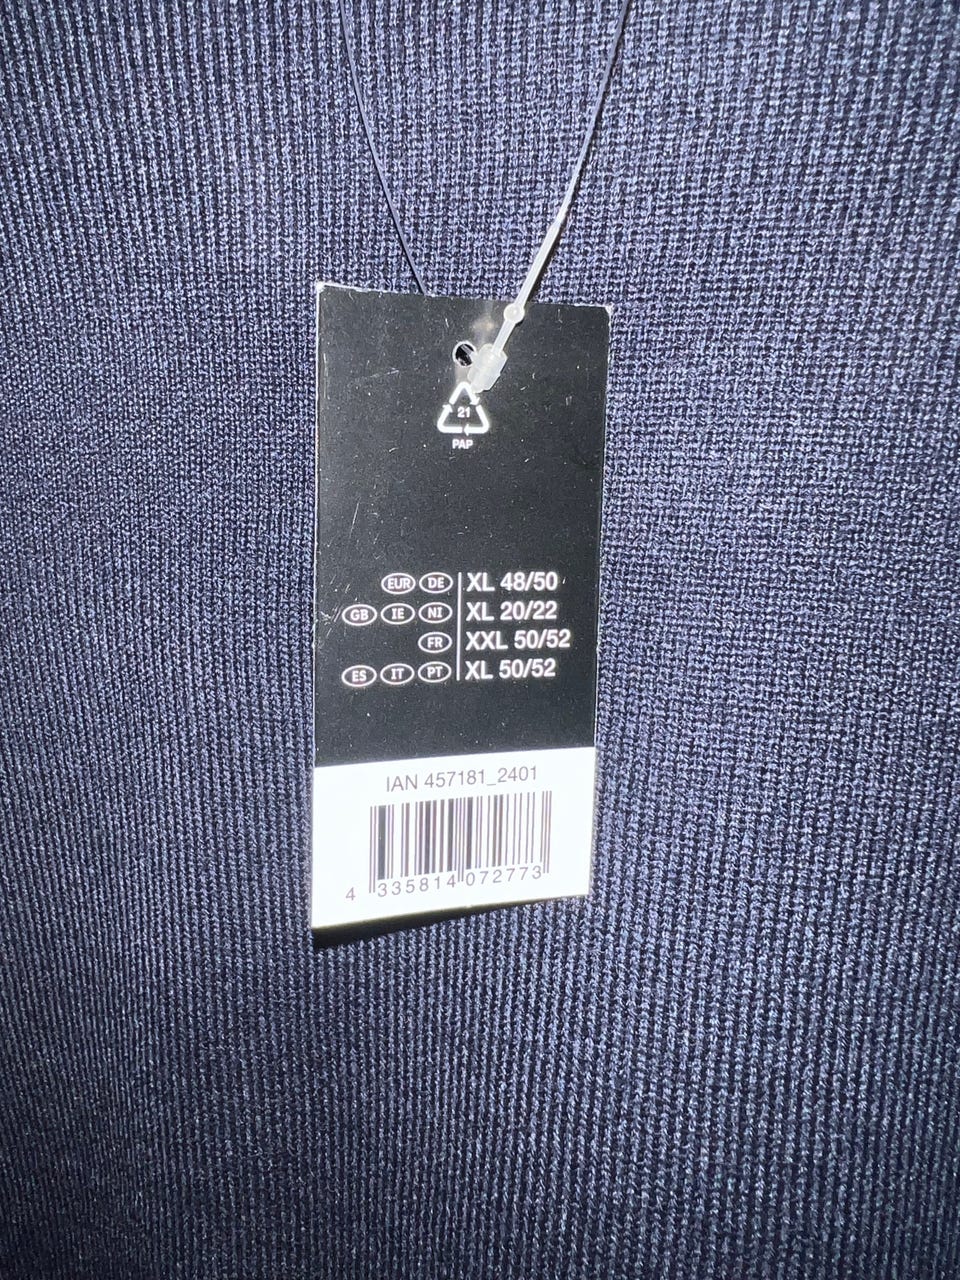 21
PAP
EUR DE XL 48/50
GB IE NI XL 20/22
FR XXL 50/52
ES IT PT XL 50/52
IAN 457181_2401
4 335814 072773